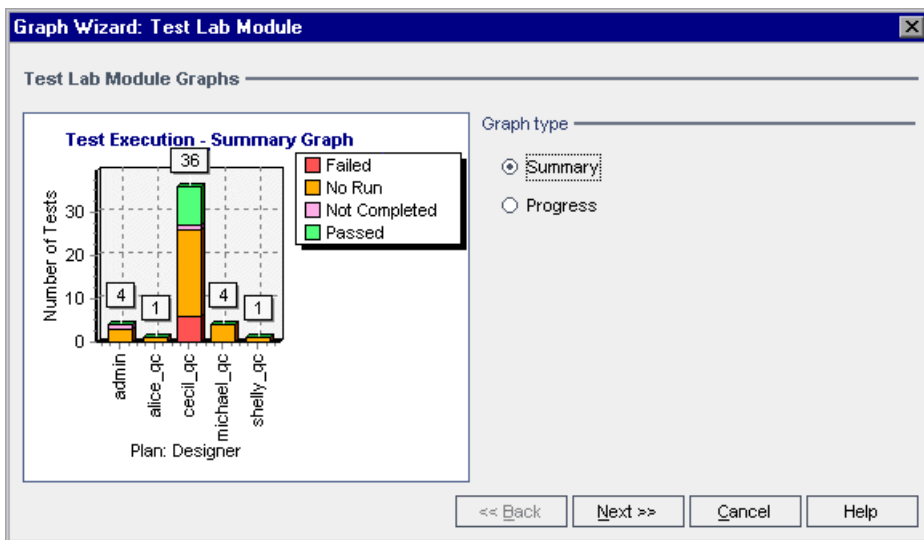 Graph Wizard: Test Lab Module
Test Lab Module Graphs
Test Execution - Summary Graph
36
Failed
No Run
Not Completed
Passed
Number of Tests
30
20
10
0
4
1
4
1
admin
alice_qc
cecil_qc
michael_qc
shelly_qc
Plan: Designer
Graph type
Summary
Progress
<< Back
Next >>
Cancel
Help